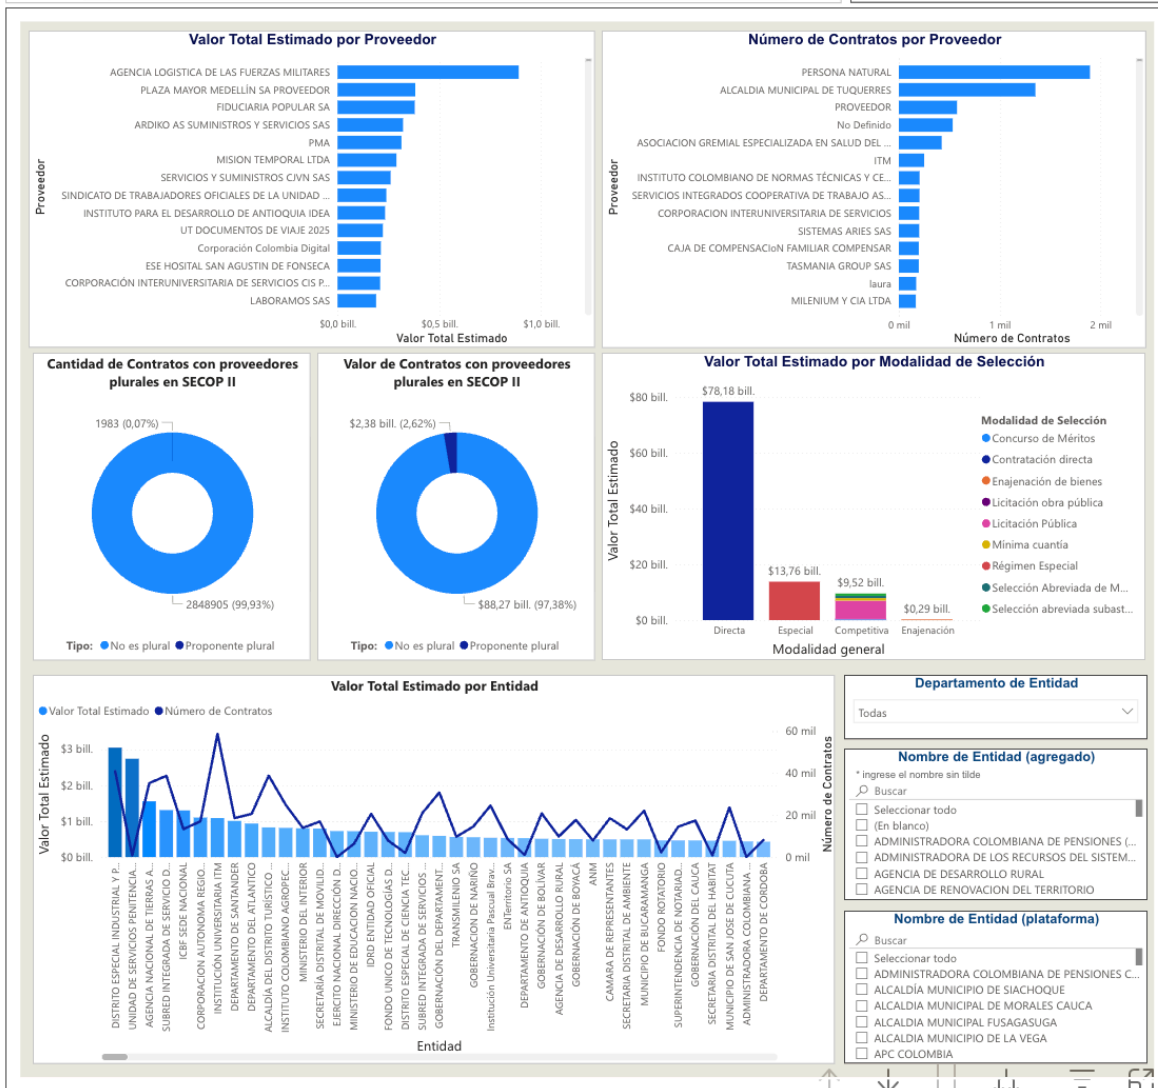 Valor Total Estimado por Proveedor
Proveedor
AGENCIA LOGISTICA DE LAS FUERZAS MILITARES
PLAZA MAYOR MEDELLÍN SA PROVEEDOR
FIDUCIARIA POPULAR SA
ARDIKO AS SUMINISTROS Y SERVICIOS SAS
PMA
MISION TEMPORAL LTDA
SERVICIOS Y SUMINISTROS CJVN SAS
SINDICATO DE TRABAJADORES OFICIALES DE LA UNIDAD ...
INSTITUTO PARA EL DESARROLLO DE ANTIOQUIA IDEA
UT DOCUMENTOS DE VIAJE 2025
Corporación Colombia Digital
ESE HOSITAL SAN AGUSTIN DE FONSECA
CORPORACIÓN INTERUNIVERSITARIA DE SERVICIOS CIS P...
LABORAMOS SAS
$0,0 bill. $0,5 bill. $1,0 bill.
Valor Total Estimado
Número de Contratos por Proveedor
Proveedor
PERSONA NATURAL
ALCALDIA MUNICIPAL DE TUQUERRES
PROVEEDOR
No Definido
ASOCIACION GREMIAL ESPECIALIZADA EN SALUD DEL ...
ITM
INSTITUTO COLOMBIANO DE NORMAS TÉCNICAS Y CE...
SERVICIOS INTEGRADOS COOPERATIVA DE TRABAJO AS...
CORPORACION INTERUNIVERSITARIA DE SERVICIOS
SISTEMAS ARIES SAS
CAJA DE COMPENSACIoN FAMILIAR COMPENSAR
TASMANIA GROUP SAS
laura
MILENIUM Y CIA LTDA
0 mil 1 mil 2 mil
Número de Contratos
Cantidad de Contratos con proveedores
plurales en SECOP II
1983 (0,07%)
2848905 (99,93%)
Tipo: No es plural Proponente plural
Valor de Contratos con proveedores
plurales en SECOP II
$2,38 bill. (2,62%)
$88,27 bill. (97,38%)
Tipo: No es plural Proponente plural
Valor Total Estimado por Modalidad de Selección
Valor Total Estimado
$80 bill.
$60 bill.
$40 bill.
$20 bill.
$0 bill.
$78,18 bill.
$13,76 bill.
$9,52 bill.
$0,29 bill.
Directa Especial Competitiva Enajenación
Modalidad general
Modalidad de Selección
Concurso de Méritos
Contratación directa
Enajenación de bienes
Licitación obra pública
Licitación Pública
Mínima cuantía
Régimen Especial
Selección Abreviada de M...
Selección abreviada subast...
Valor Total Estimado por Entidad
Valor Total Estimado Número de Contratos
Valor Total Estimado
$3 bill.
$2 bill.
$1 bill.
$0 bill.
60 mil
40 mil
20 mil
0 mil
Número de Contratos
DISTRITO ESPECIAL INDUSTRIAL Y P...
UNIDAD DE SERVICIOS PENITENCIA...
AGENCIA NACIONAL DE TIERRAS A...
SUBRED INTEGRADA DE SERVICIO D...
ICBF SEDE NACIONAL
CORPORACION AUTONOMA REGIO...
INSTITUCIÓN UNIVERSITARIA ITM
DEPARTAMENTO DE SANTANDER
DEPARTAMENTO DEL ATLANTICO
ALCALDÍA DEL DISTRITO TURÍSTICO ...
INSTITUTO COLOMBIANO AGROPEC...
MINISTERIO DEL INTERIOR
SECRETARÍA DISTRITAL DE MOVILID...
EJERCITO NACIONAL DIRECCIÓN D...
MINISTERIO DE EDUCACION NACIO...
IDRD ENTIDAD OFICIAL
FONDO UNICO DE TECNOLOGÍAS D...
DISTRITO ESPECIAL DE CIENCIA TEC...
SUBRED INTEGRADA DE SERVICIOS ...
GOBERNACIÓN DEL DEPARTAMENT...
TRANSMILENIO SA
GOBERNACION DE NARIÑO
Institución Universitaria Pascual Brav...
ENTerritorio SA
DEPARTAMENTO DE ANTIOQUIA
GOBERNACIÓN DE BOLÍVAR
AGENCIA DE DESARROLLO RURAL
GOBERNACIÓN DE BOYACÁ
ANM
CAMARA DE REPRESENTANTES
SECRETARIA DISTRITAL DE AMBIENTE
MUNICIPIO DE BUCARAMANGA
FONDO ROTATORIO
SUPERINTENDENCIA DE NOTARIAD...
GOBERNACIÓN DEL CAUCA
SECRETARIA DISTRITAL DEL HABITAT
MUNICIPIO DE SAN JOSE DE CUCUTA
ADMINISTRADORA COLOMBIANA ...
DEPARTAMENTO DE CORDOBA
Entidad
Departamento de Entidad
Todas
Nombre de Entidad (agregado)
* ingrese el nombre sin tilde
Buscar
Seleccionar todo
(En blanco)
ADMINISTRADORA COLOMBIANA DE PENSIONES (...
ADMINISTRADORA DE LOS RECURSOS DEL SISTEM...
AGENCIA DE DESARROLLO RURAL
AGENCIA DE RENOVACION DEL TERRITORIO
Nombre de Entidad (plataforma)
Buscar
Seleccionar todo
ADMINISTRADORA COLOMBIANA DE PENSIONES C...
ALCALDÍA MUNICIPIO DE SIACHOQUE
ALCALDIA MUNICIPAL DE MORALES CAUCA
ALCALDIA MUNICIPAL FUSAGASUGA
ALCALDIA MUNICIPIO DE LA VEGA
APC COLOMBIA